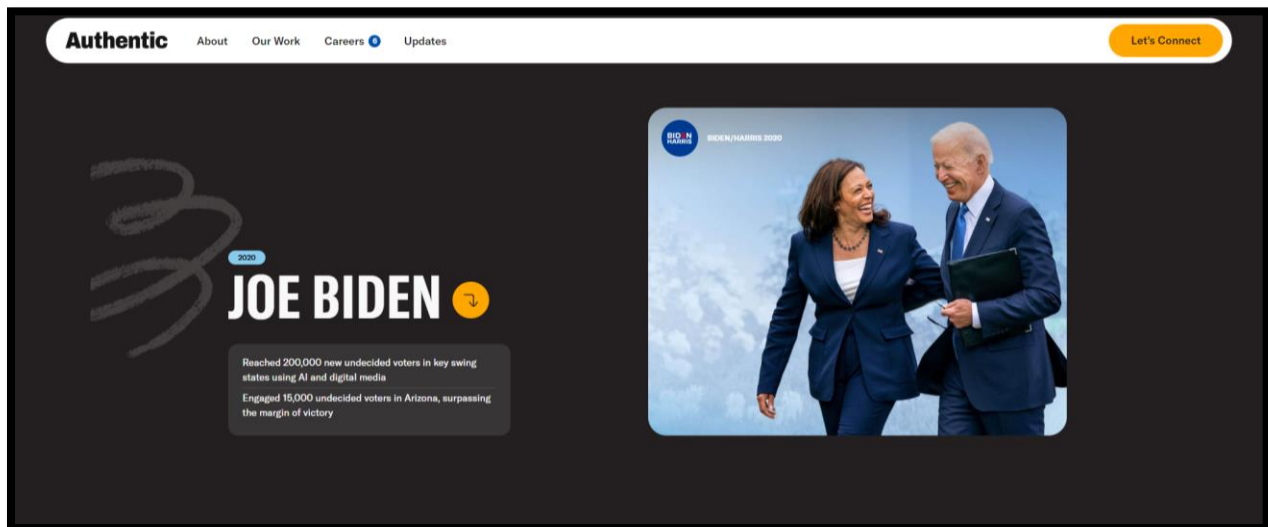 Authentic
About
Our Work
Careers 6
Updates
Let's Connect
BIDEN
HARRIS
BIDEN/HARRIS 2020
2020
JOE BIDEN
Reached 200,000 new undecided voters in key swing
states using AI and digital media
Engaged 15,000 undecided voters in Arizona, surpassing
the margin of victory